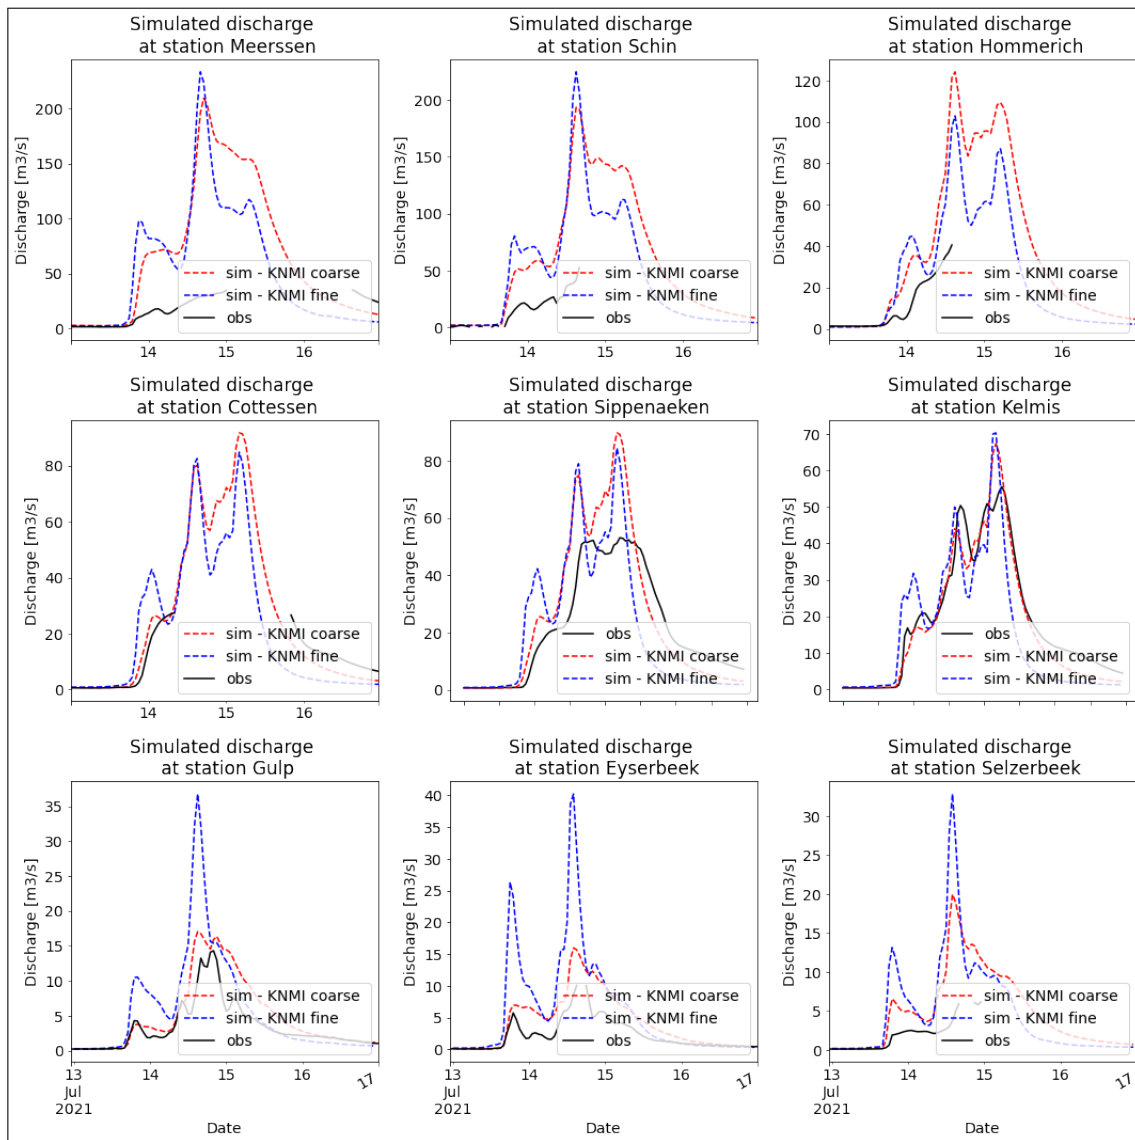 Simulated discharge
at station Meerssen
Discharge [m3/s]
200
150
100
50
0
14
15
16
sim - KNMI coarse
sim - KNMI fine
obs
Simulated discharge
at station Schin
Discharge [m3/s]
200
150
100
50
0
14
15
16
sim - KNMI coarse
sim - KNMI fine
obs
Simulated discharge
at station Hommerich
Discharge [m3/s]
120
100
80
60
40
20
0
14
15
16
sim - KNMI coarse
sim - KNMI fine
obs
Simulated discharge
at station Cottessen
Discharge [m3/s]
80
60
40
20
0
14
15
16
sim - KNMI coarse
sim - KNMI fine
obs
Simulated discharge
at station Sippenaeken
Discharge [m3/s]
80
60
40
20
0
obs
sim - KNMI coarse
sim - KNMI fine
Simulated discharge
at station Kelmis
Discharge [m3/s]
70
60
50
40
30
20
10
0
obs
sim - KNMI coarse
sim - KNMI fine
Simulated discharge
at station Gulp
Discharge [m3/s]
35
30
25
20
15
10
5
0
sim - KNMI coarse
sim - KNMI fine
obs
13
14
15
17
Jul
2021
Date
Simulated discharge
at station Eyserbeek
Discharge [m3/s]
40
35
30
25
20
15
10
5
0
sim - KNMI coarse
sim - KNMI fine
obs
13
14
15
17
Jul
2021
Date
Simulated discharge
at station Selzerbeek
Discharge [m3/s]
30
25
20
15
10
5
0
sim - KNMI coarse
sim - KNMI fine
obs
13
14
15
17
Jul
2021
Date